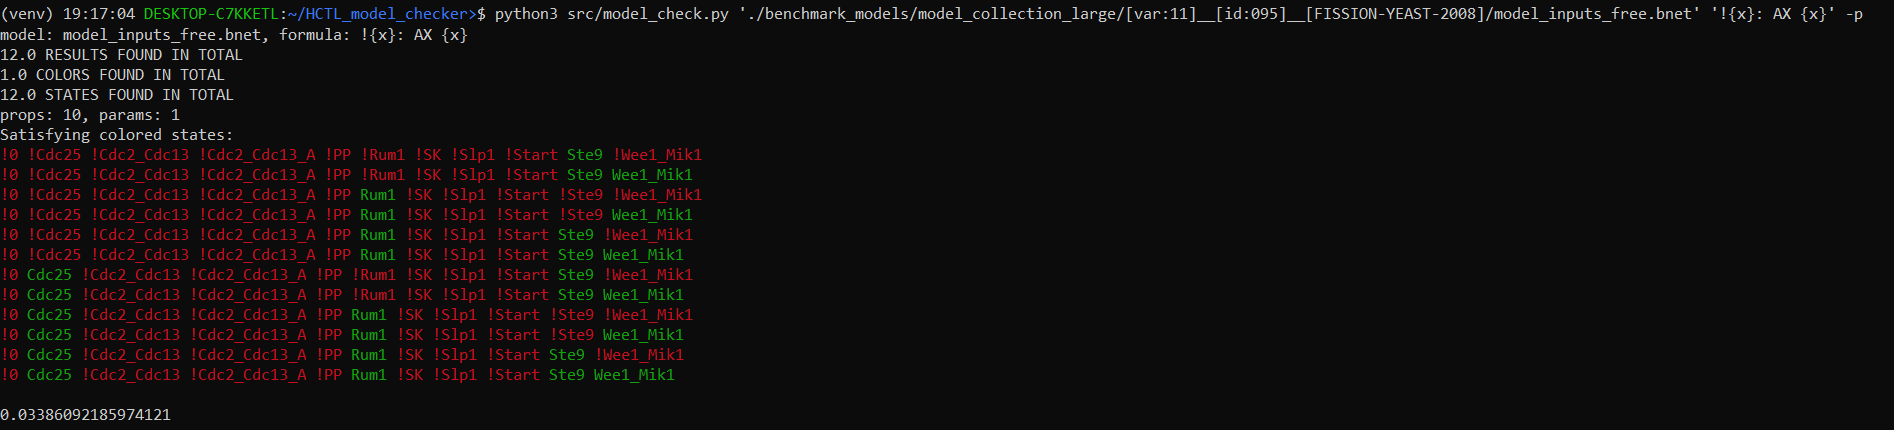 (venv) 19:17:04 DESKTOP-C7KKETL:~/HCTL_model_checker>$ python3 src/model_check.py './benchmark_models/model_collection_large/[var:11]__[id:095]__[FISSION-YEAST-2008]/model_inputs_free.bnet' '!{x}: AX {x}' -p
model: model_inputs_free.bnet, formula: !{x}: AX {x}
12.0 RESULTS FOUND IN TOTAL
1.0 COLORS FOUND IN TOTAL
12.0 STATES FOUND IN TOTAL
props: 10, params: 1
Satisfying colored states:
!0 !Cdc25 !Cdc2_Cdc13 !Cdc2_Cdc13_A !PP !Rum1 !SK !Slp1 !Start Ste9 !Wee1_Mik1
!0 !Cdc25 !Cdc2_Cdc13 !Cdc2_Cdc13_A !PP !Rum1 !SK !Slp1 !Start Ste9 Wee1_Mik1
!0 !Cdc25 !Cdc2_Cdc13 !Cdc2_Cdc13_A !PP Rum1 !SK !Slp1 !Start !Ste9 !Wee1_Mik1
!0 !Cdc25 !Cdc2_Cdc13 !Cdc2_Cdc13_A !PP Rum1 !SK !Slp1 !Start !Ste9 Wee1_Mik1
!0 !Cdc25 !Cdc2_Cdc13 !Cdc2_Cdc13_A !PP Rum1 !SK !Slp1 !Start Ste9 !Wee1_Mik1
!0 !Cdc25 !Cdc2_Cdc13 !Cdc2_Cdc13_A !PP Rum1 !SK !Slp1 !Start Ste9 Wee1_Mik1
!0 Cdc25 !Cdc2_Cdc13 !Cdc2_Cdc13_A !PP !Rum1 !SK !Slp1 !Start Ste9 !Wee1_Mik1
!0 Cdc25 !Cdc2_Cdc13 !Cdc2_Cdc13_A !PP !Rum1 !SK !Slp1 !Start Ste9 Wee1_Mik1
!0 Cdc25 !Cdc2_Cdc13 !Cdc2_Cdc13_A !PP Rum1 !SK !Slp1 !Start !Ste9 !Wee1_Mik1
!0 Cdc25 !Cdc2_Cdc13 !Cdc2_Cdc13_A !PP Rum1 !SK !Slp1 !Start !Ste9 Wee1_Mik1
!0 Cdc25 !Cdc2_Cdc13 !Cdc2_Cdc13_A !PP Rum1 !SK !Slp1 !Start Ste9 !Wee1_Mik1
!0 Cdc25 !Cdc2_Cdc13 !Cdc2_Cdc13_A !PP Rum1 !SK !Slp1 !Start Ste9 Wee1_Mik1
0.03386092185974121